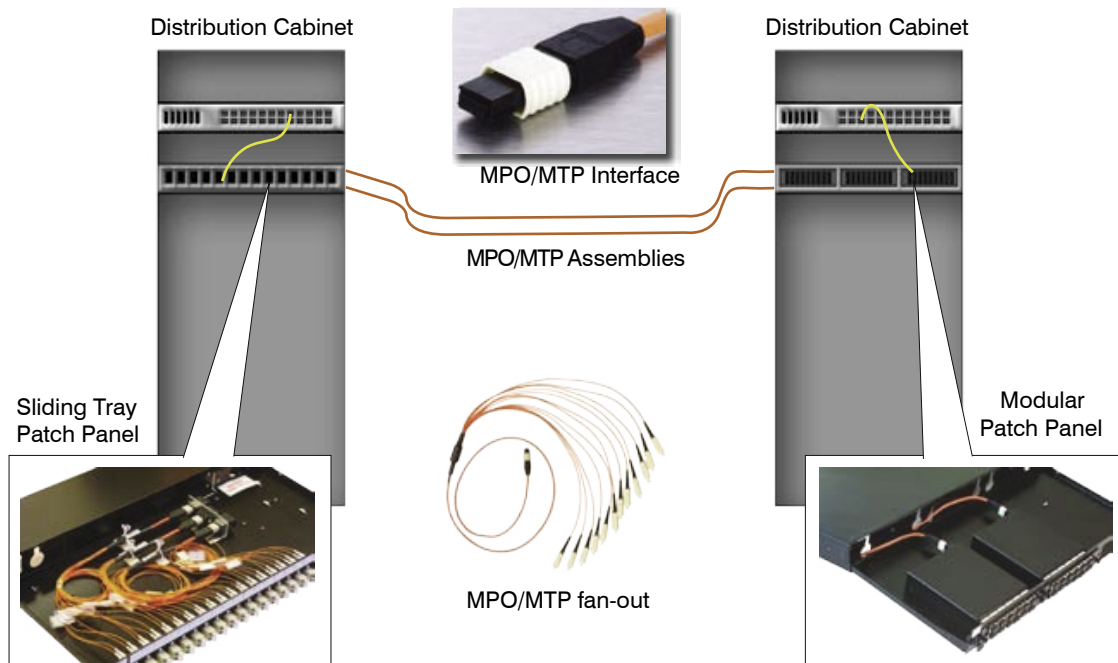 Distribution Cabinet
Distribution Cabinet
MPO/MTP Interface
MPO/MTP Assemblies
Sliding Tray
Patch Panel
Modular
Patch Panel
MPO/MTP fan-out